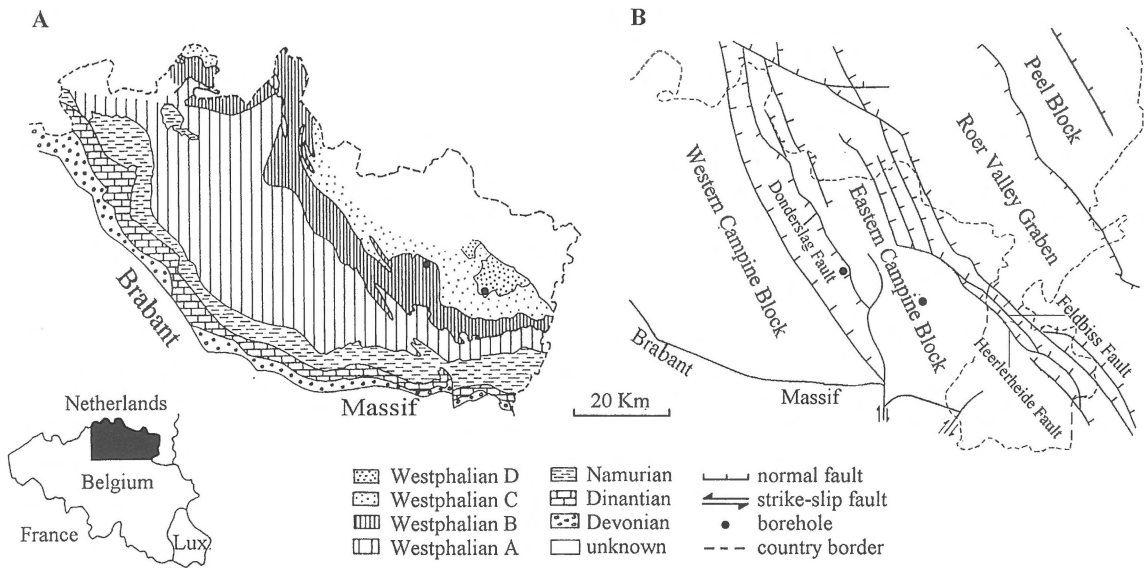 A
B
Brabant
Massif
Western Campine Block
Donderslag Fault
Eastern Campine Block
Roer Valley Graben
Peel Block
Feldbiss Fault
Heerlerheide Fault
Brabant
Massif
20 Km
Netherlands
Belgium
France
Lux.
Westphalian D
Westphalian C
Westphalian B
Westphalian A
Namurian
Dinantian
Devonian
unknown
normal fault
strike-slip fault
borehole
country border